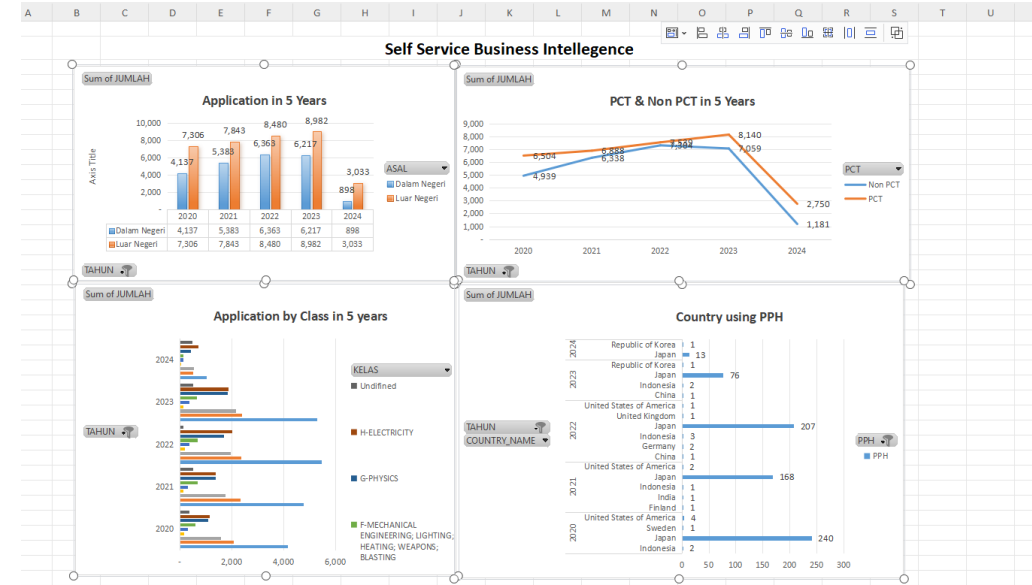 A B C D E F G H I J K L M N O P Q R S T U
Self Service Business Intellegence
Sum of JUMLAH
Application in 5 Years
Axis Title
10,000
8,000
6,000
4,000
2,000
-
7,306 7,843 8,480 8,982 3,033
4,137 5,383 6,363 6,217 898
2020 2021 2022 2023 2024
Dalam Negeri 4,137 5,383 6,363 6,217 898
Luar Negeri 7,306 7,843 8,480 8,982 3,033
ASAL
Dalam Negeri
Luar Negeri
TAHUN
Sum of JUMLAH
PCT & Non PCT in 5 Years
9,000
8,000
7,000
6,000
5,000
4,000
3,000
2,000
1,000
-
6,504 6,888 8,140 2,750
4,939 6,338 7,059 1,181
2020 2021 2022 2023 2024
PCT
Non PCT
PCT
TAHUN
Sum of JUMLAH
Application by Class in 5 years
2024
2023
2022
2021
2020
- 2,000 4,000 6,000
TAHUN
KELAS
Undifined
H-ELECTRICITY
G-PHYSICS
F-MECHANICAL
ENGINEERING; LIGHTING;
HEATING; WEAPONS;
BLASTING
Sum of JUMLAH
Country using PPH
TAHUN
COUNTRY_NAME
2024
Republic of Korea 1
Japan 13
2023
Republic of Korea 1
Japan 76
Indonesia 2
China 1
2022
United States of America 1
United Kingdom 1
Japan 207
Indonesia 3
Germany 2
China 1
2021
United States of America 2
Japan 168
Indonesia 1
India 1
Finland 1
2020
United States of America 4
Sweden 1
Japan 240
Indonesia 2
0 50 100 150 200 250 300
PPH
PPH